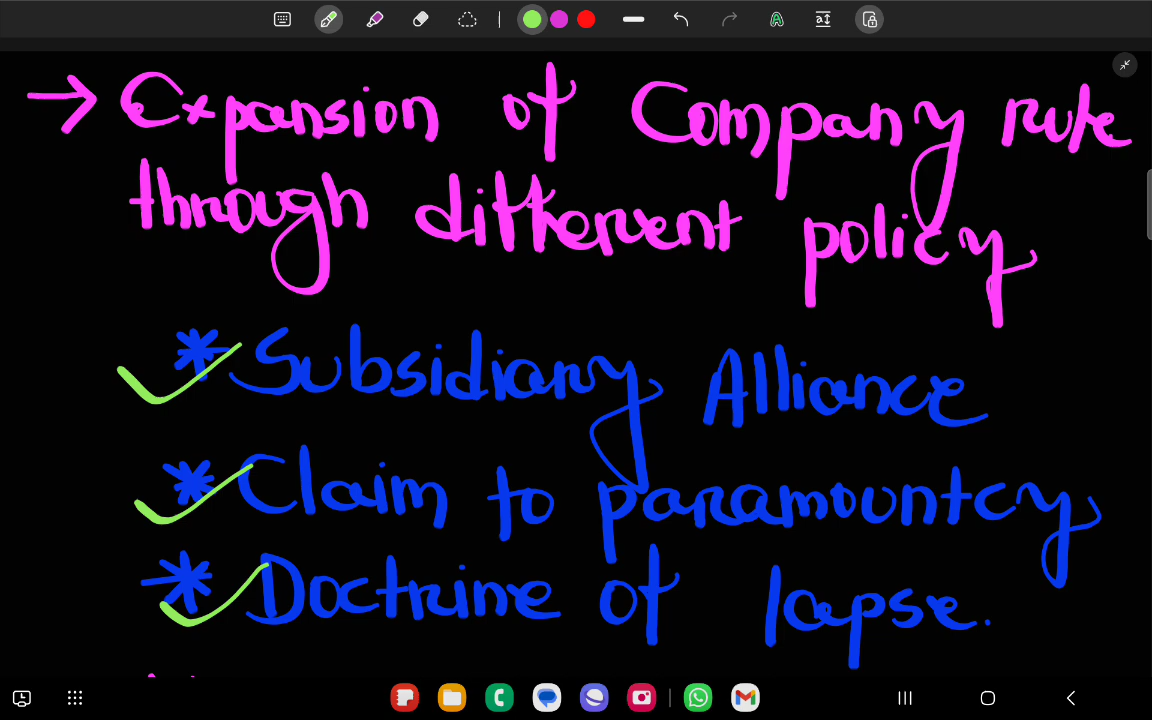 → Expansion of Company rule
through different policy
* Subsidiary Alliance
* Claim to paramountcy
* Doctrine of lapse.